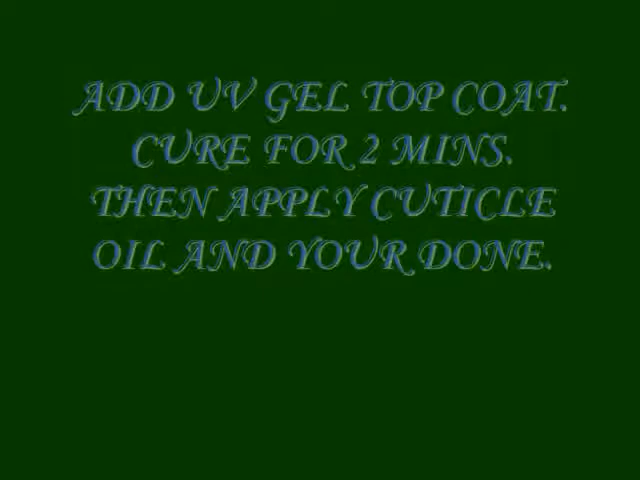 ADD UV GEL TOP COAT.
CURE FOR 2 MINS.
THEN APPLY CUTICLE
OIL AND YOUR DONE.